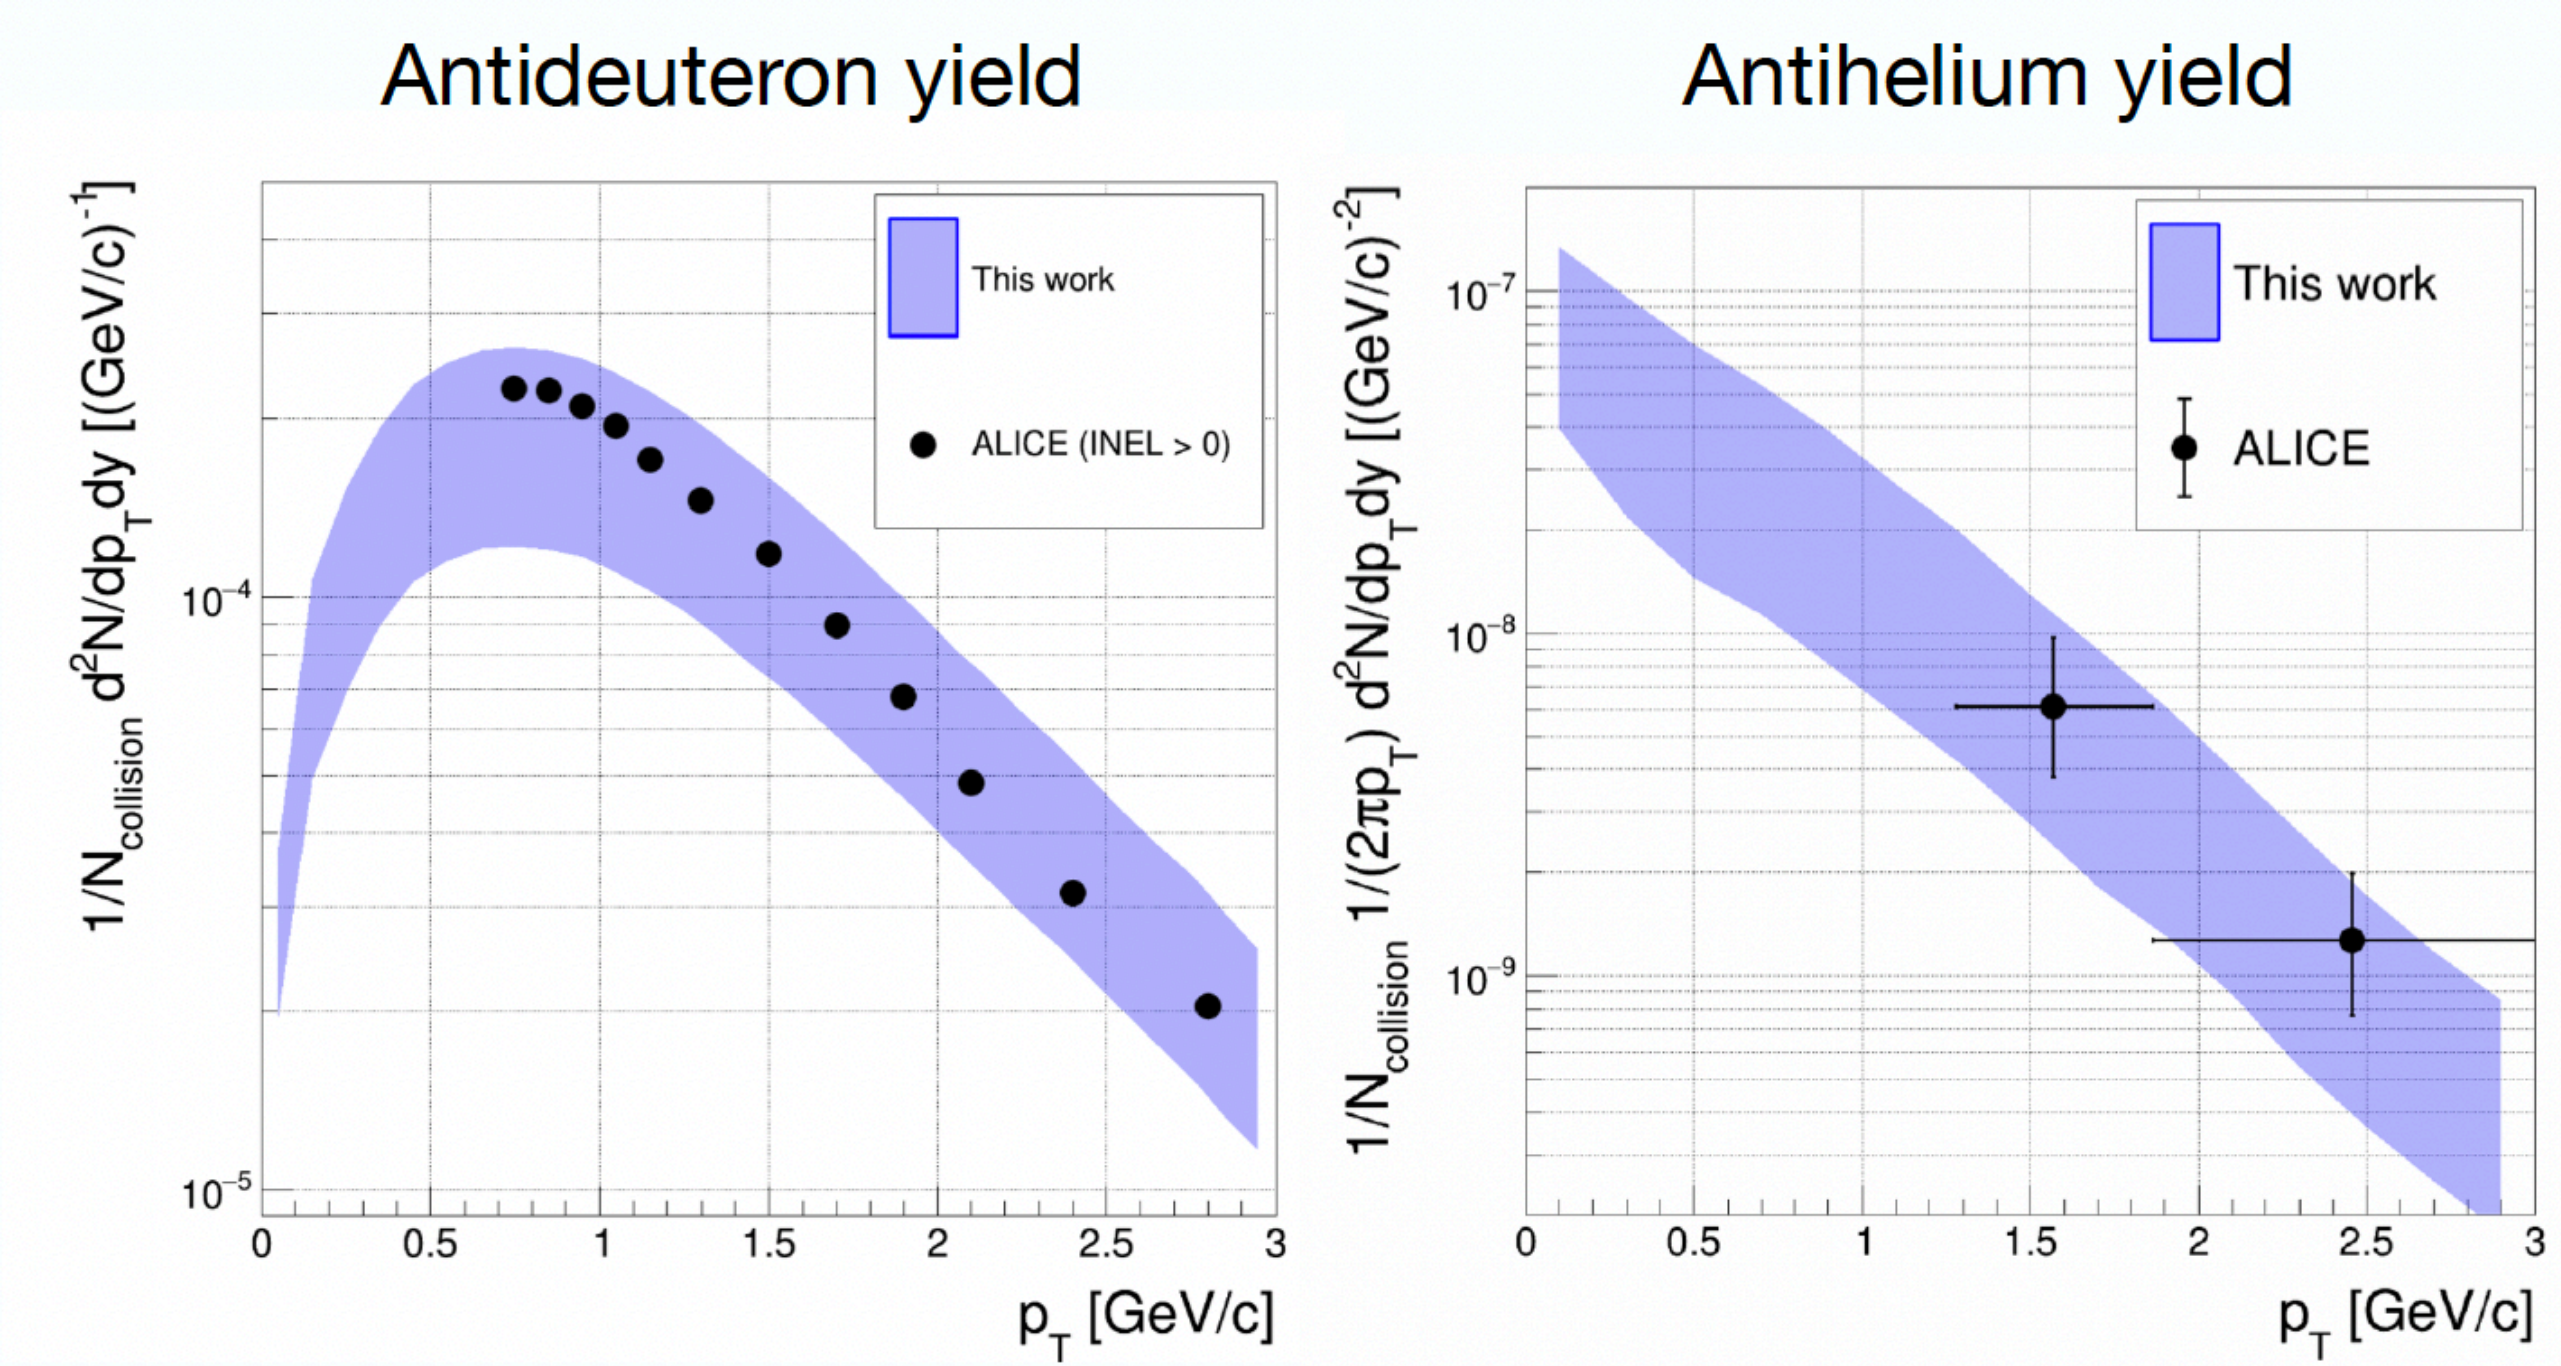 Antideuteron yield
1/N_collision d²N/dp_T dy [(GeV/c)⁻¹]
This work
ALICE (INEL > 0)
10⁻⁴
10⁻⁵
0 0.5 1 1.5 2 2.5 3
p_T [GeV/c]
Antihelium yield
1/N_collision 1/(2πp_T) d²N/dp_T dy [(GeV/c)⁻²]
This work
ALICE
10⁻⁷
10⁻⁸
10⁻⁹
0 0.5 1 1.5 2 2.5 3
p_T [GeV/c]